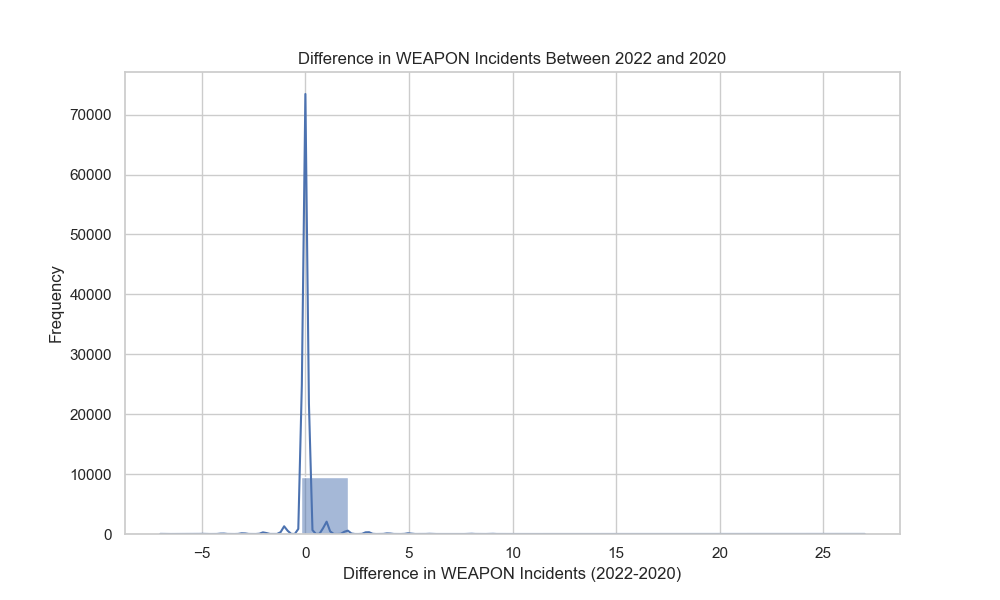 Difference in WEAPON Incidents Between 2022 and 2020
70000
60000
50000
40000
30000
20000
10000
0
Frequency
−5 0 5 10 15 20 25
Difference in WEAPON Incidents (2022-2020)